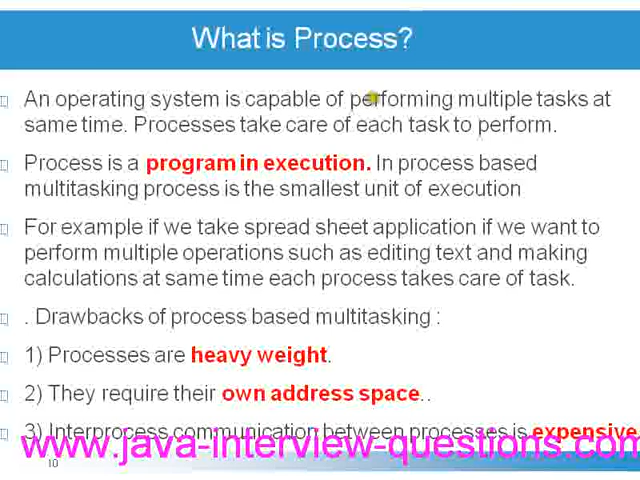 What is Process?
An operating system is capable of performing multiple tasks at
same time. Processes take care of each task to perform.
Process is a program in execution. In process based
multitasking process is the smallest unit of execution
For example if we take spread sheet application if we want to
perform multiple operations such as editing text and making
calculations at same time each process takes care of task.
. Drawbacks of process based multitasking :
1) Processes are heavy weight.
2) They require their own address space..
3) Interprocess communication between processes is expensive
www.java-interview-questions.com
10